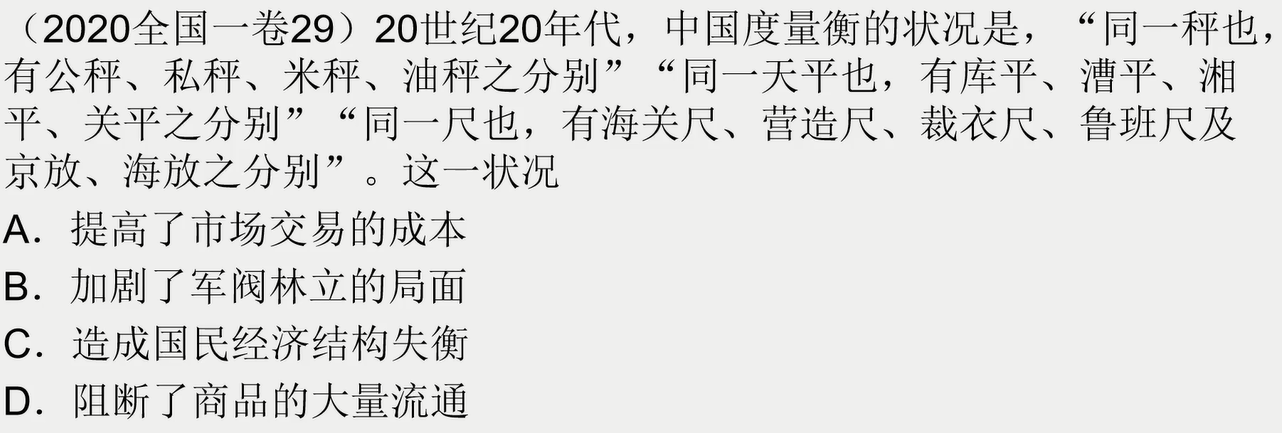 （2020全国一卷29）20世纪20年代，中国度量衡的状况是，“同一秤也，
有公秤、私秤、米秤、油秤之分别”“同一天平也，有库平、漕平、湘
平、关平之分别”“同一尺也，有海关尺、营造尺、裁衣尺、鲁班尺及
京放、海放之分别”。这一状况
A．提高了市场交易的成本
B．加剧了军阀林立的局面
C．造成国民经济结构失衡
D．阻断了商品的大量流通